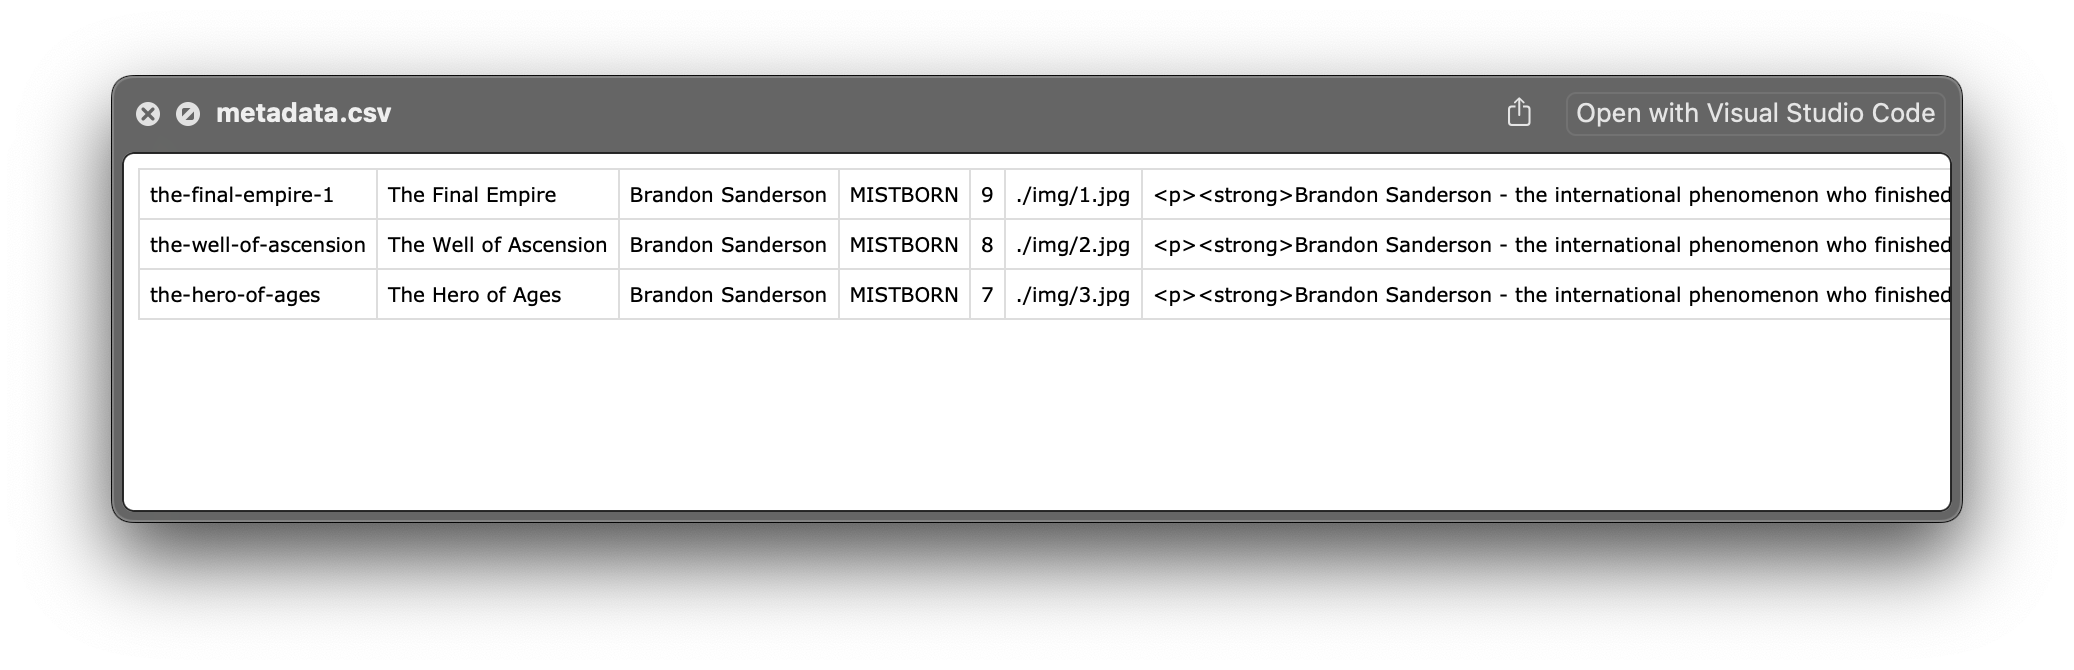 metadata.csv Open with Visual Studio Code
the-final-empire-1 The Final Empire Brandon Sanderson MISTBORN 9 ./img/1.jpg <p><strong>Brandon Sanderson - the international phenomenon who finished
the-well-of-ascension The Well of Ascension Brandon Sanderson MISTBORN 8 ./img/2.jpg <p><strong>Brandon Sanderson - the international phenomenon who finished
the-hero-of-ages The Hero of Ages Brandon Sanderson MISTBORN 7 ./img/3.jpg <p><strong>Brandon Sanderson - the international phenomenon who finished